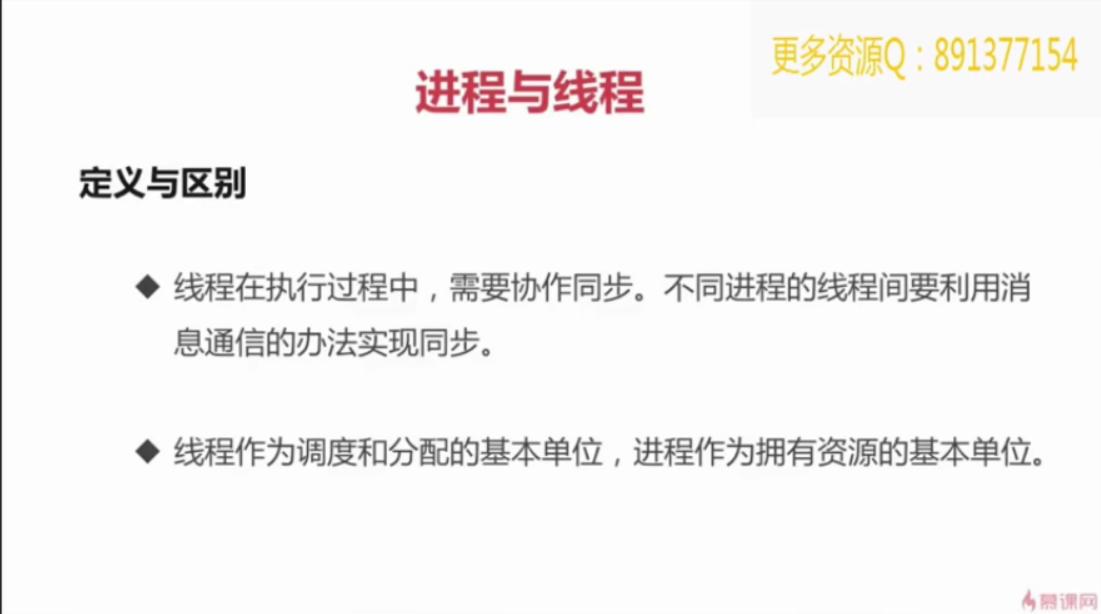 更多资源Q：891377154
进程与线程
定义与区别
◆ 线程在执行过程中，需要协作同步。不同进程的线程间要利用消
息通信的办法实现同步。
◆ 线程作为调度和分配的基本单位，进程作为拥有资源的基本单位。
慕课网